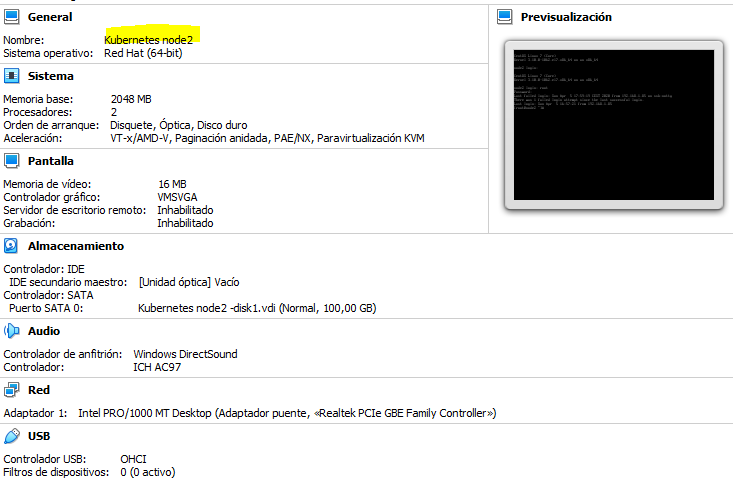 General
Nombre: Kubernetes node2
Sistema operativo: Red Hat (64-bit)
Sistema
Memoria base: 2048 MB
Procesadores: 2
Orden de arranque: Disquete, Óptica, Disco duro
Aceleración: VT-x/AMD-V, Paginación anidada, PAE/NX, Paravirtualización KVM
Pantalla
Memoria de vídeo: 16 MB
Controlador gráfico: VMSVGA
Servidor de escritorio remoto: Inhabilitado
Grabación: Inhabilitado
Previsualización
Almacenamiento
Controlador: IDE
IDE secundario maestro: [Unidad óptica] Vacío
Controlador: SATA
Puerto SATA 0: Kubernetes node2 -disk1.vdi (Normal, 100,00 GB)
Audio
Controlador de anfitrión: Windows DirectSound
Controlador: ICH AC97
Red
Adaptador 1: Intel PRO/1000 MT Desktop (Adaptador puente, «Realtek PCIe GBE Family Controller»)
USB
Controlador USB: OHCI
Filtros de dispositivos: 0 (0 activo)